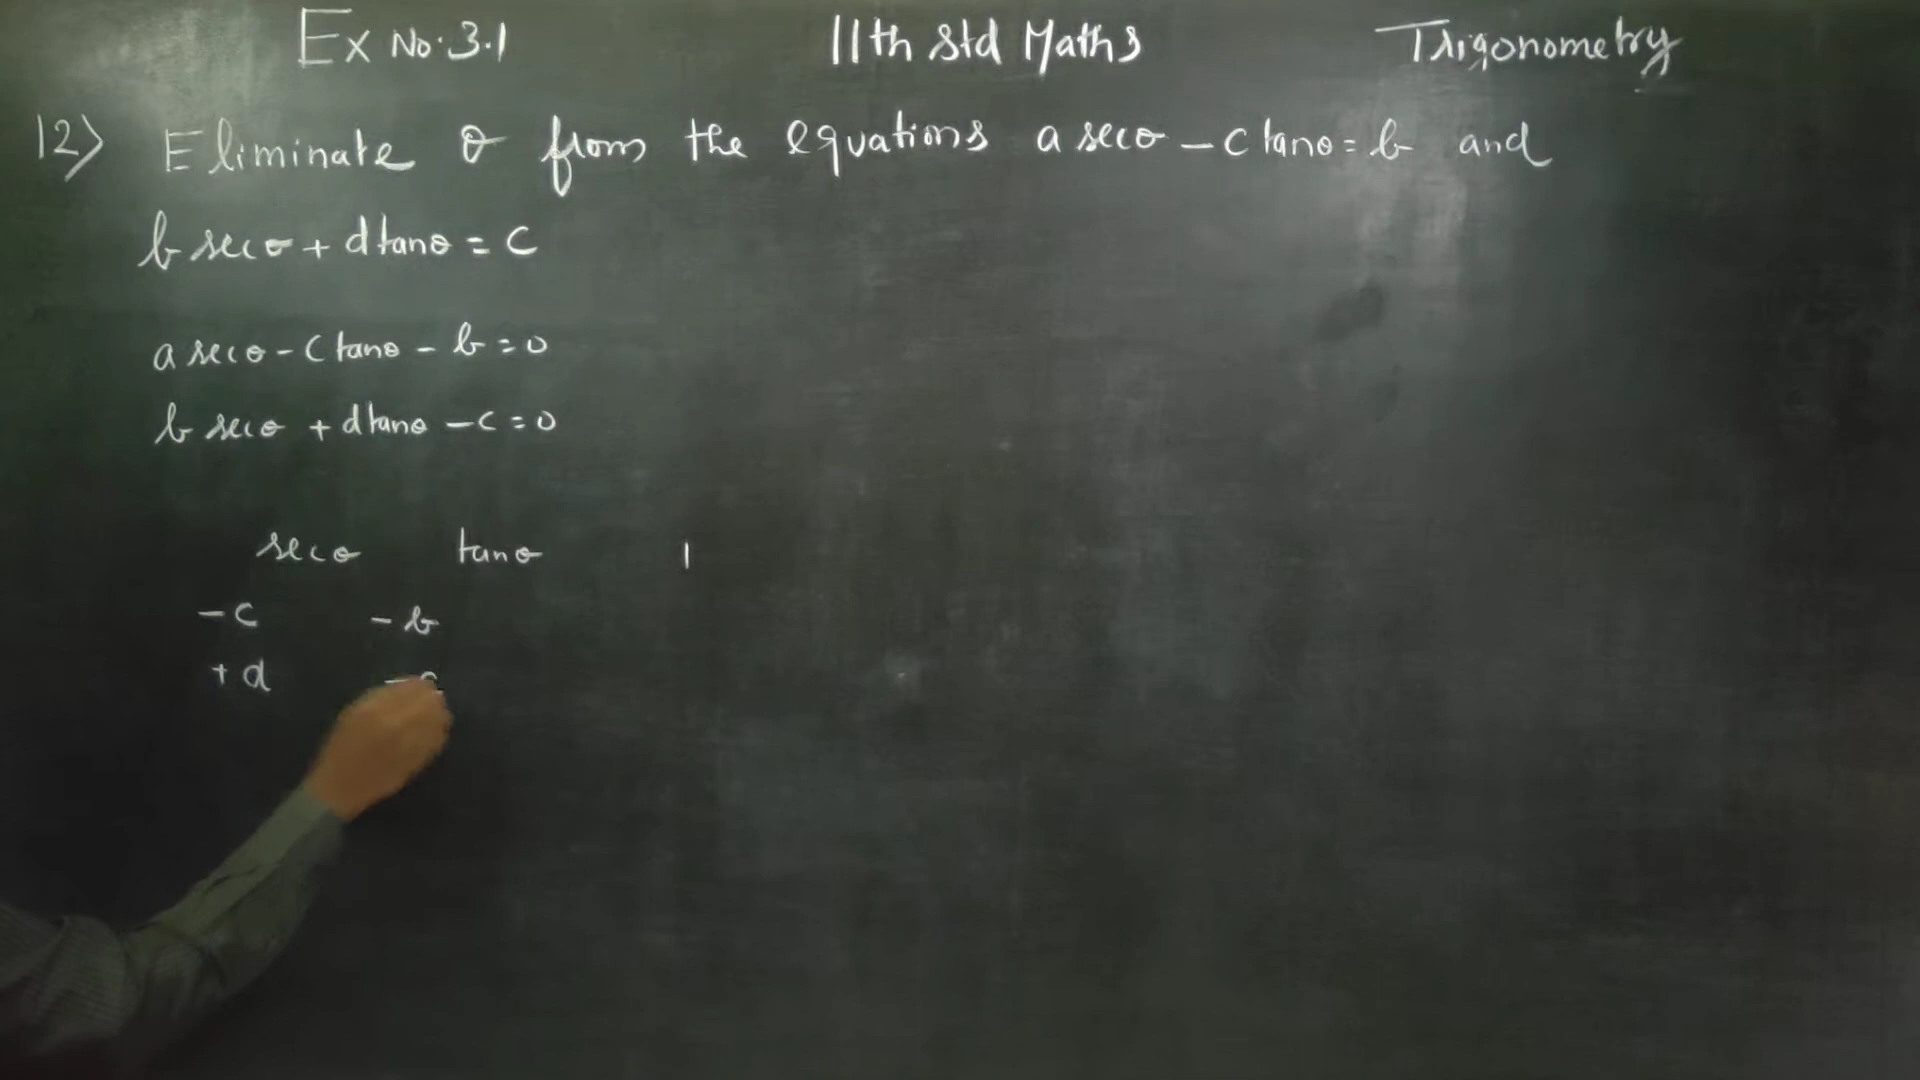 Ex No. 3.1 11th Std Maths Trigonometry
12) Eliminate θ from the equations a secθ - c tanθ = b and
b secθ + d tanθ = c
a secθ - c tanθ - b = 0
b secθ + d tanθ - c = 0
secθ tanθ 1
-c -b
+d